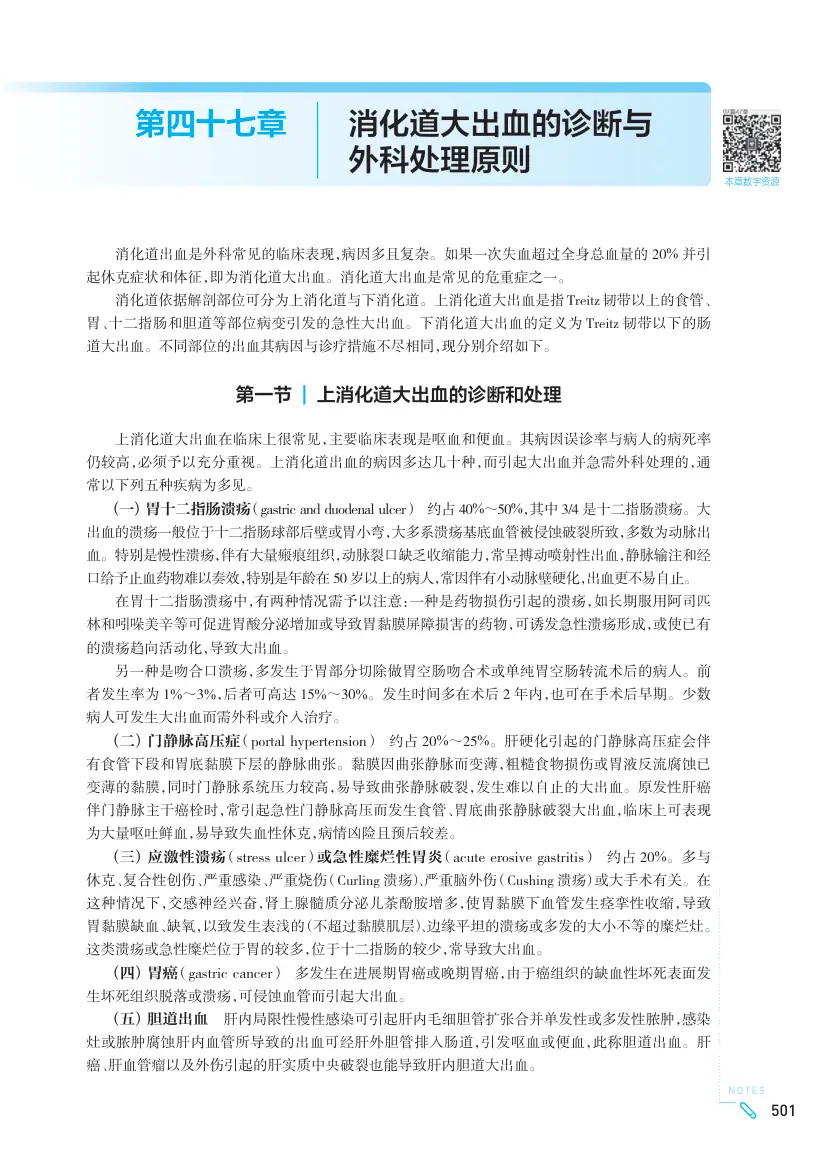 第四十七章
消化道大出血的诊断与
外科处理原则
本章数字资源
消化道出血是外科常见的临床表现,病因多且复杂。如果一次失血超过全身总血量的 20% 并引
起休克症状和体征,即为消化道大出血。消化道大出血是常见的危重症之一。
消化道依据解剖部位可分为上消化道与下消化道。上消化道大出血是指 Treitz 韧带以上的食管、
胃、十二指肠和胆道等部位病变引发的急性大出血。下消化道大出血的定义为 Treitz 韧带以下的肠
道大出血。不同部位的出血其病因与诊疗措施不尽相同,现分别介绍如下。
第一节 | 上消化道大出血的诊断和处理
上消化道大出血在临床上很常见,主要临床表现是呕血和便血。其病因误诊率与病人的病死率
仍较高,必须予以充分重视。上消化道出血的病因多达几十种,而引起大出血并急需外科处理的,通
常以下列五种疾病为多见。
(一) 胃十二指肠溃疡(gastric and duodenal ulcer) 约占 40%～50%,其中 3/4 是十二指肠溃疡。大
出血的溃疡一般位于十二指肠球部后壁或胃小弯,大多系溃疡基底血管被侵蚀破裂所致,多数为动脉出
血。特别是慢性溃疡,伴有大量瘢痕组织,动脉裂口缺乏收缩能力,常呈搏动喷射性出血,静脉输注和经
口给予止血药物难以奏效,特别是年龄在 50 岁以上的病人,常因伴有小动脉壁硬化,出血更不易自止。
在胃十二指肠溃疡中,有两种情况需予以注意:一种是药物损伤引起的溃疡,如长期服用阿司匹
林和吲哚美辛等可促进胃酸分泌增加或导致胃黏膜屏障损害的药物,可诱发急性溃疡形成,或使已有
的溃疡趋向活动化,导致大出血。
另一种是吻合口溃疡,多发生于胃部分切除做胃空肠吻合术或单纯胃空肠转流术后的病人。前
者发生率为 1%～3%,后者可高达 15%～30%。发生时间多在术后 2 年内,也可在手术后早期。少数
病人可发生大出血而需外科或介入治疗。
(二) 门静脉高压症(portal hypertension) 约占 20%～25%。肝硬化引起的门静脉高压症会伴
有食管下段和胃底黏膜下层的静脉曲张。黏膜因曲张静脉而变薄,粗糙食物损伤或胃液反流腐蚀已
变薄的黏膜,同时门静脉系统压力较高,易导致曲张静脉破裂,发生难以自止的大出血。原发性肝癌
伴门静脉主干癌栓时,常引起急性门静脉高压而发生食管、胃底曲张静脉破裂大出血,临床上可表现
为大量呕吐鲜血,易导致失血性休克,病情凶险且预后较差。
(三) 应激性溃疡(stress ulcer)或急性糜烂性胃炎(acute erosive gastritis) 约占 20%。多与
休克、复合性创伤、严重感染、严重烧伤(Curling 溃疡)、严重脑外伤(Cushing 溃疡)或大手术有关。在
这种情况下,交感神经兴奋,肾上腺髓质分泌儿茶酚胺增多,使胃黏膜下血管发生痉挛性收缩,导致
胃黏膜缺血、缺氧,以致发生表浅的(不超过黏膜肌层)、边缘平坦的溃疡或多发的大小不等的糜烂灶。
这类溃疡或急性糜烂位于胃的较多,位于十二指肠的较少,常导致大出血。
(四) 胃癌(gastric cancer) 多发生在进展期胃癌或晚期胃癌,由于癌组织的缺血性坏死表面发
生坏死组织脱落或溃疡,可侵蚀血管而引起大出血。
(五) 胆道出血 肝内局限性慢性感染可引起肝内毛细胆管扩张合并单发性或多发性脓肿,感染
灶或脓肿腐蚀肝内血管所导致的出血可经肝外胆管排入肠道,引发呕血或便血,此称胆道出血。肝
癌、肝血管瘤以及外伤引起的肝实质中央破裂也能导致肝内胆道大出血。
NOTES
501